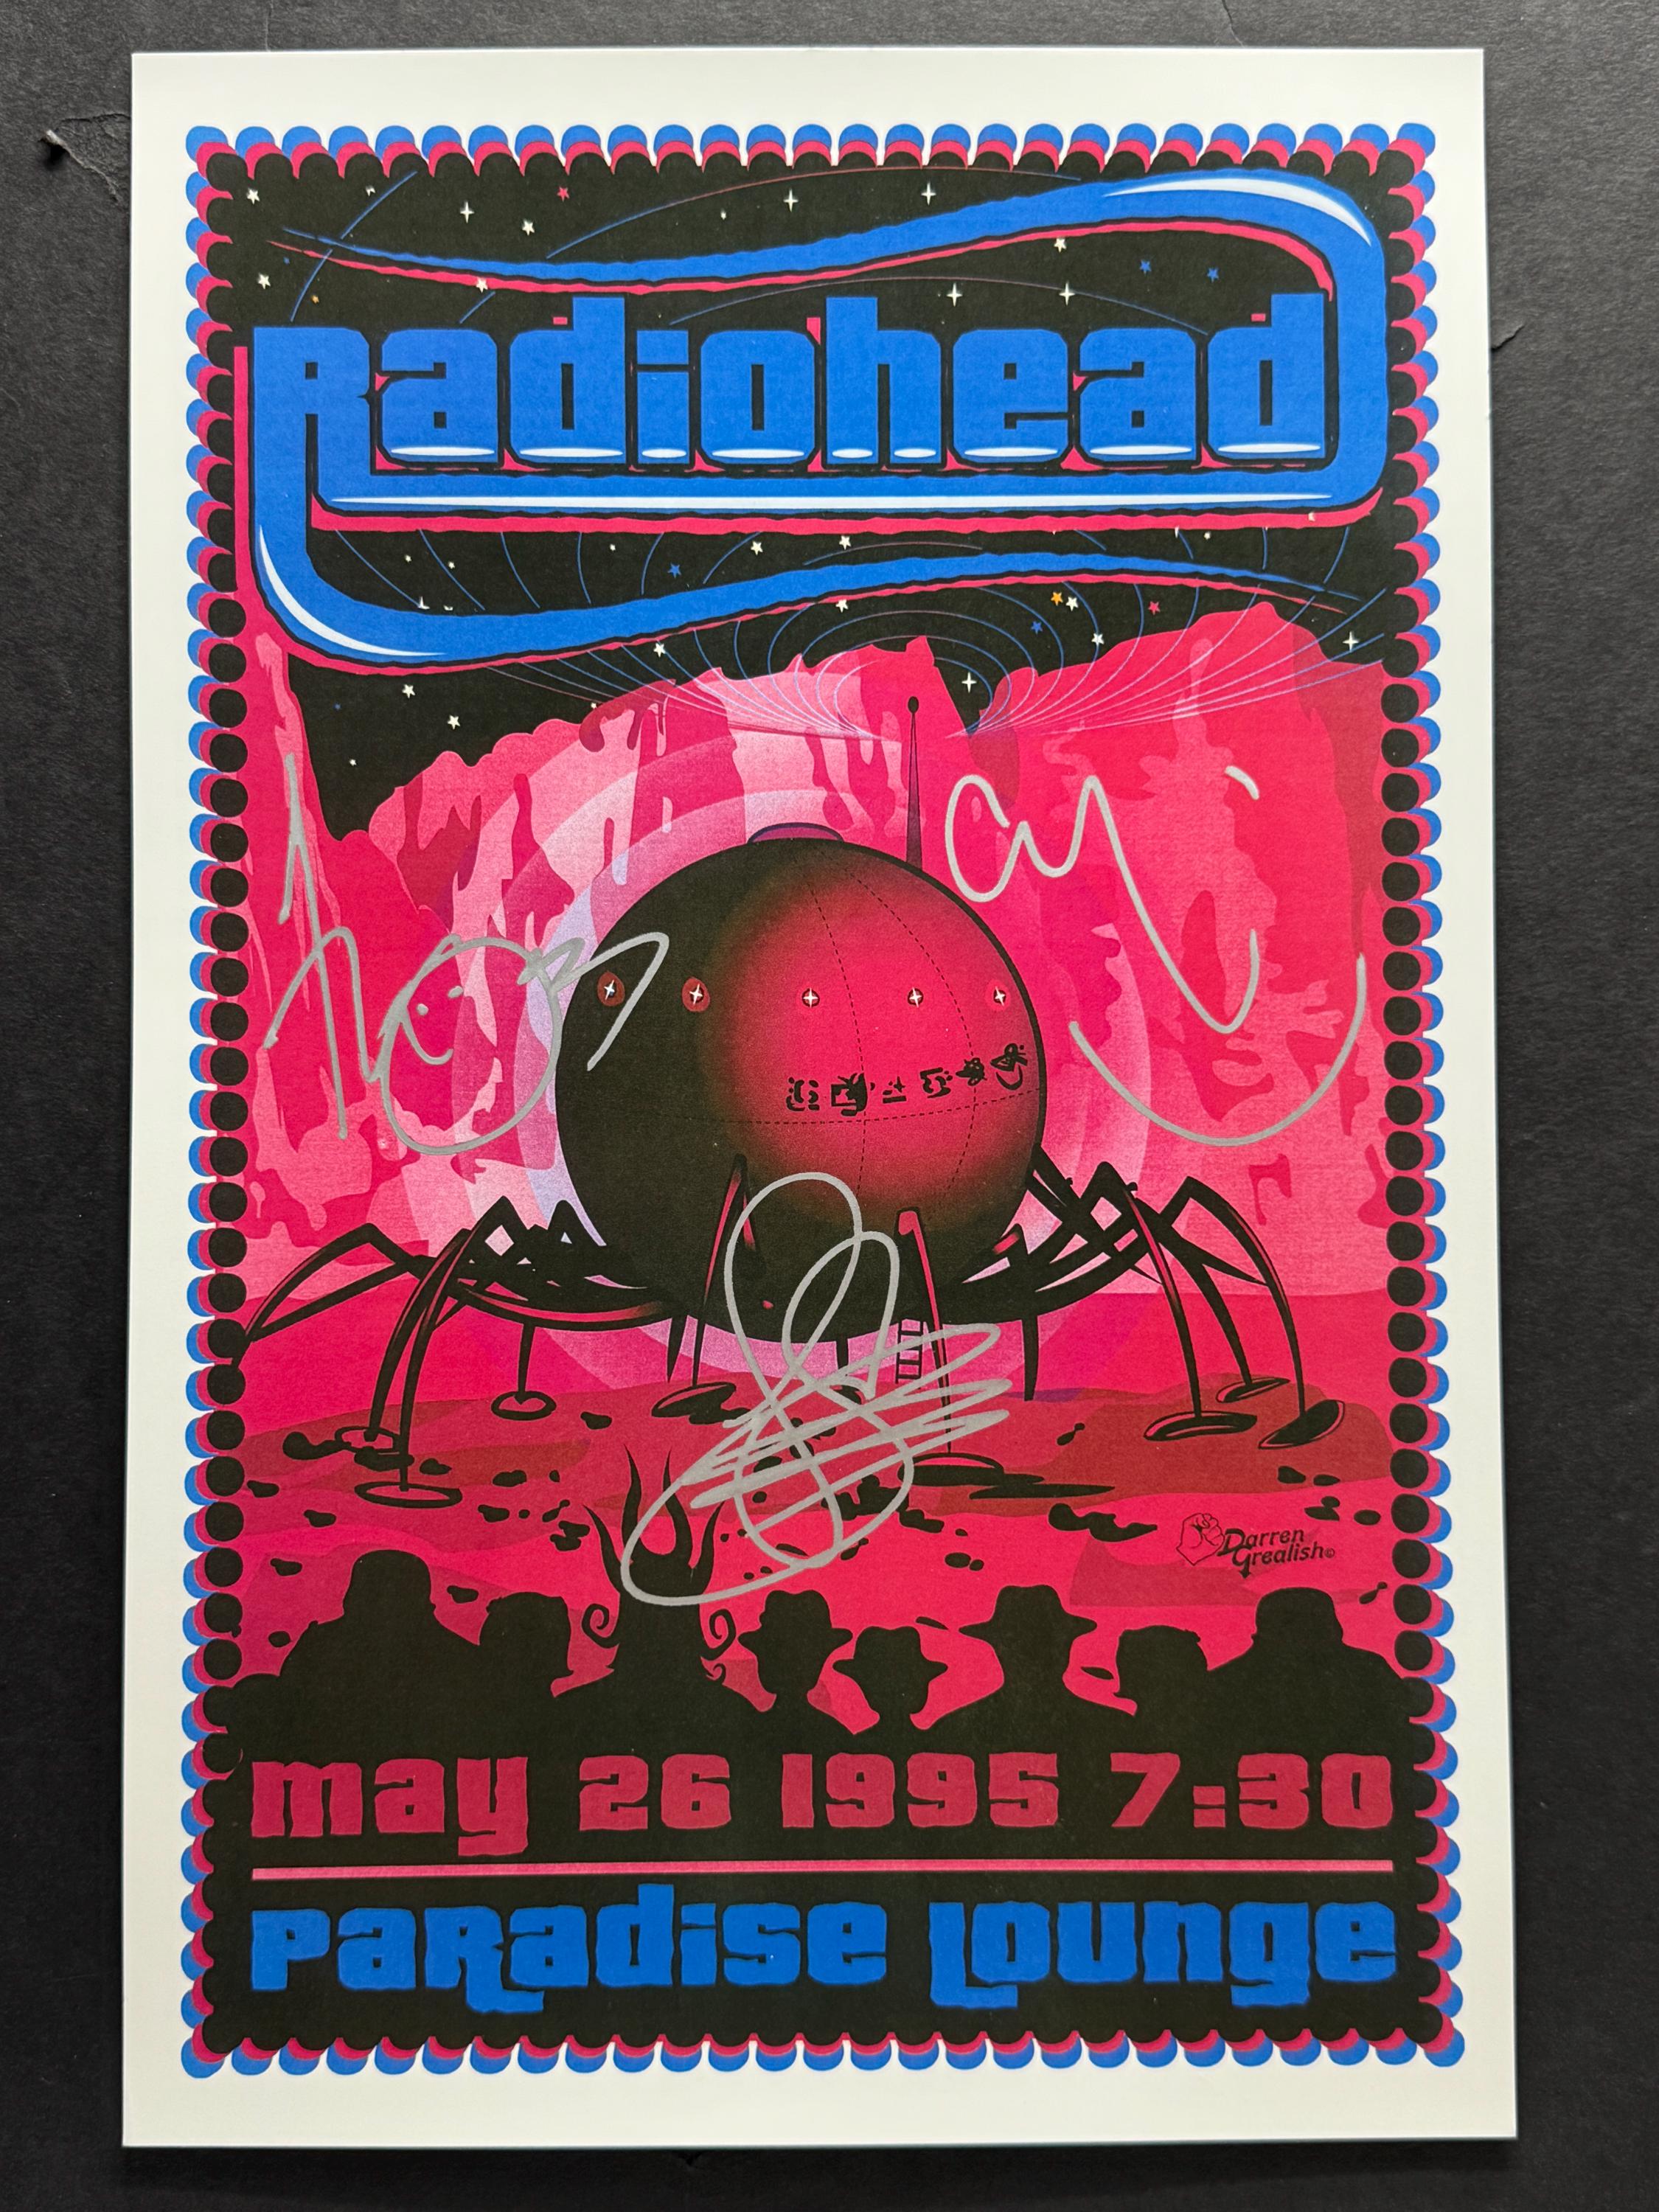 Radiohead
Darren
Grealish©
may 26 1995 7:30
Paradise Lounge